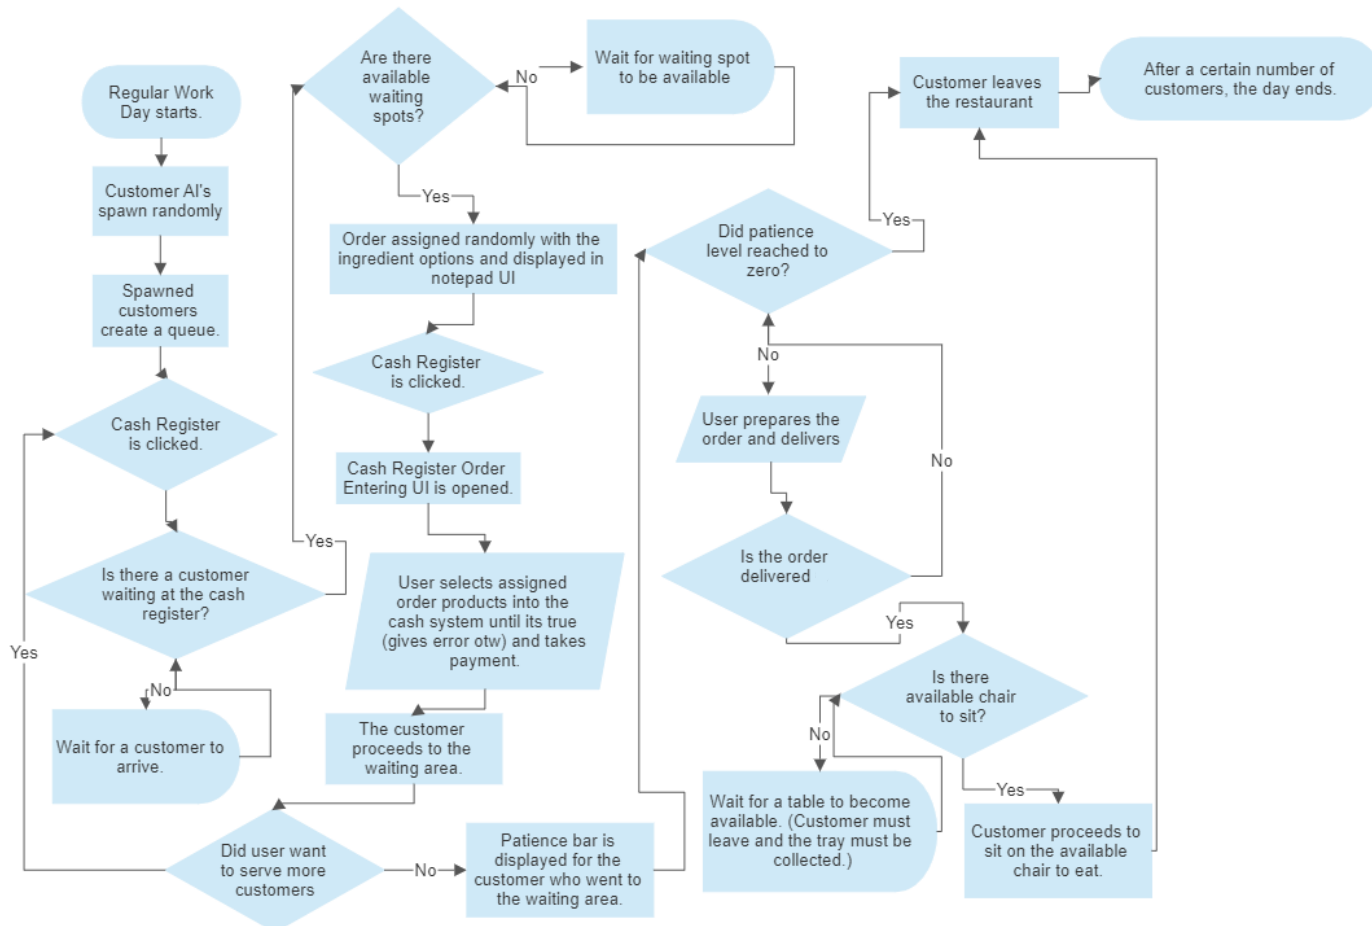 Regular Work
Day starts.
Customer AI's
spawn randomly
Spawned
customers
create a queue.
Cash Register
is clicked.
Is there a customer
waiting at the cash
register?
Yes
No
Wait for a customer to
arrive.
Are there
available
waiting
spots?
No
Wait for waiting spot
to be available
Yes
Order assigned randomly with the
ingredient options and displayed in
notepad UI
Cash Register
is clicked.
Cash Register Order
Entering UI is opened.
User selects assigned
order products into the
cash system until its true
(gives error otw) and takes
payment.
The customer
proceeds to the
waiting area.
Did user want
to serve more
customers
Yes
No
Patience bar is
displayed for the
customer who went to
the waiting area.
Did patience
level reached to
zero?
Yes
No
User prepares the
order and delivers
Is the order
delivered
No
Yes
Is there
available chair
to sit?
No
Wait for a table to become
available. (Customer must
leave and the tray must be
collected.)
Yes
Customer proceeds to
sit on the available
chair to eat.
Customer leaves
the restaurant
After a certain number of
customers, the day ends.